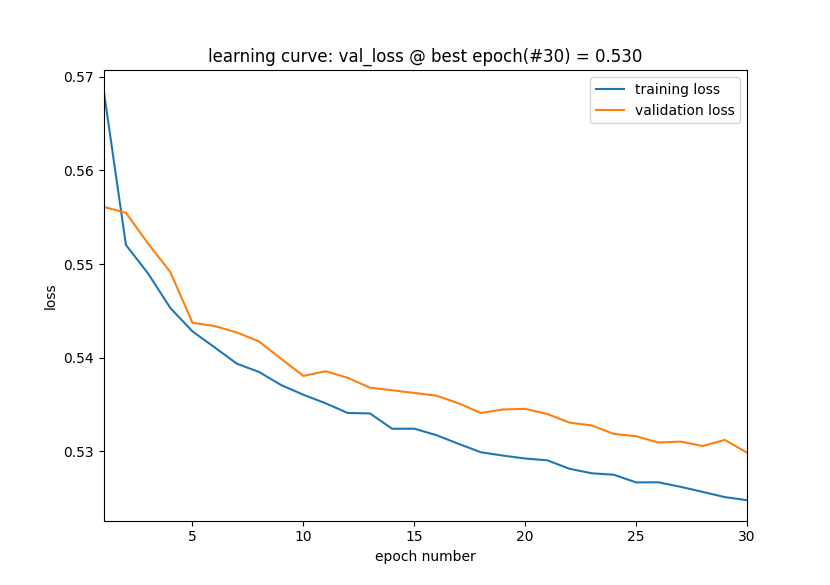 learning curve: val_loss @ best epoch(#30) = 0.530
training loss
validation loss
loss
0.57
0.56
0.55
0.54
0.53
5 10 15 20 25 30
epoch number